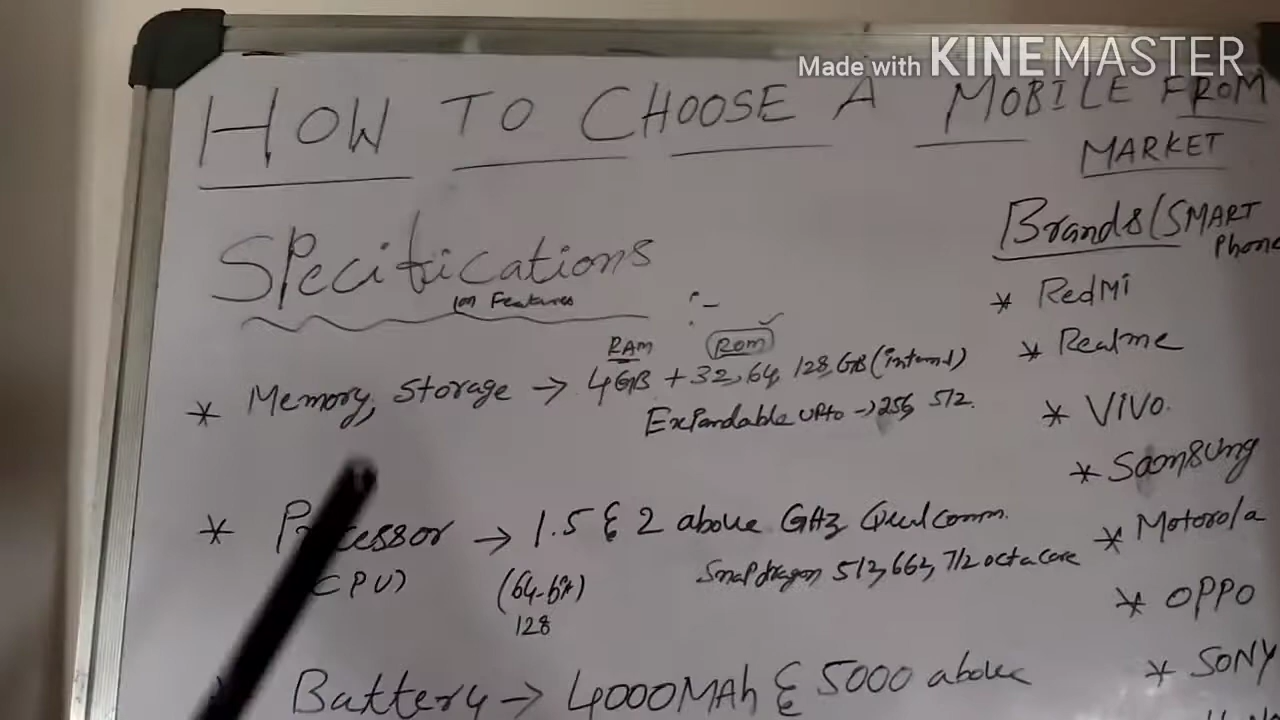 Made with KINEMASTER
HOW TO CHOOSE A MOBILE FROM
MARKET
Brands (SMART
Phone
Specifications
(or Features
:-
* RedMi
* Realme
* VIVO.
* Samsung
* Motorola
* OPPO
* SONY
RAM ROM ✓
* Memory, Storage → 4GB + 32, 64, 128, GB (internal)
Expandable upto → 256, 512.
* Processor → 1.5 & 2 above GHz Qualcomm.
CPU) (64-bit) Snapdragon 512, 662, 712 octacore
128
Battery → 4000MAh & 5000 above